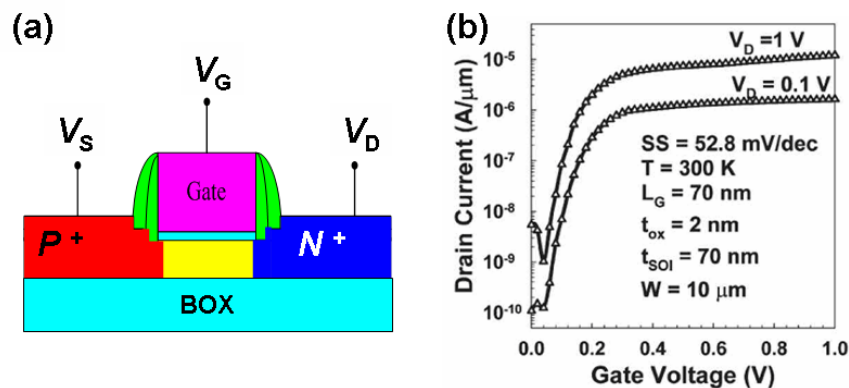 (a)
V_G
V_S
V_D
Gate
P⁺
N⁺
BOX
(b)
Drain Current (A/μm)
10⁻⁵
10⁻⁶
10⁻⁷
10⁻⁸
10⁻⁹
10⁻¹⁰
V_D =1 V
V_D = 0.1 V
SS = 52.8 mV/dec
T = 300 K
L_G = 70 nm
t_ox = 2 nm
t_SOI = 70 nm
W = 10 μm
0.0 0.2 0.4 0.6 0.8 1.0
Gate Voltage (V)